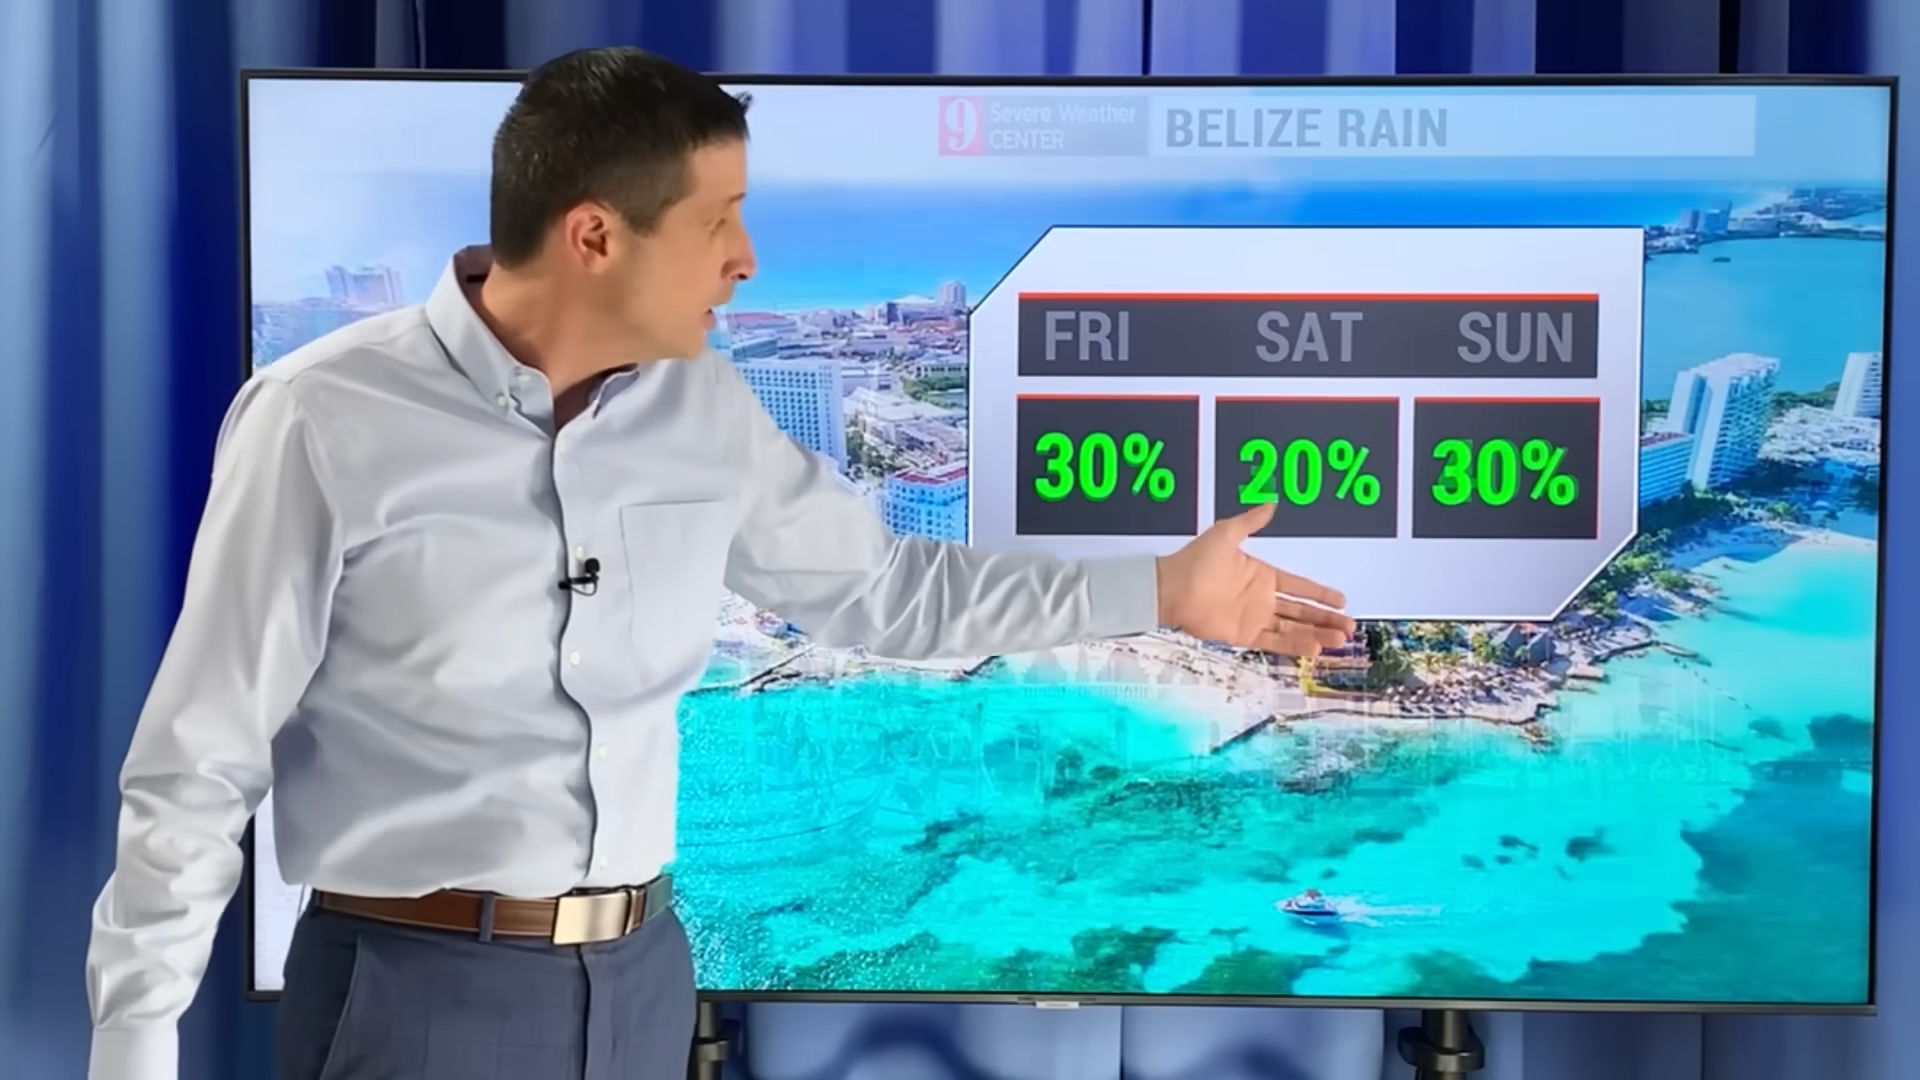 9 Severe Weather
CENTER
BELIZE RAIN
FRI SAT SUN
30% 20% 30%